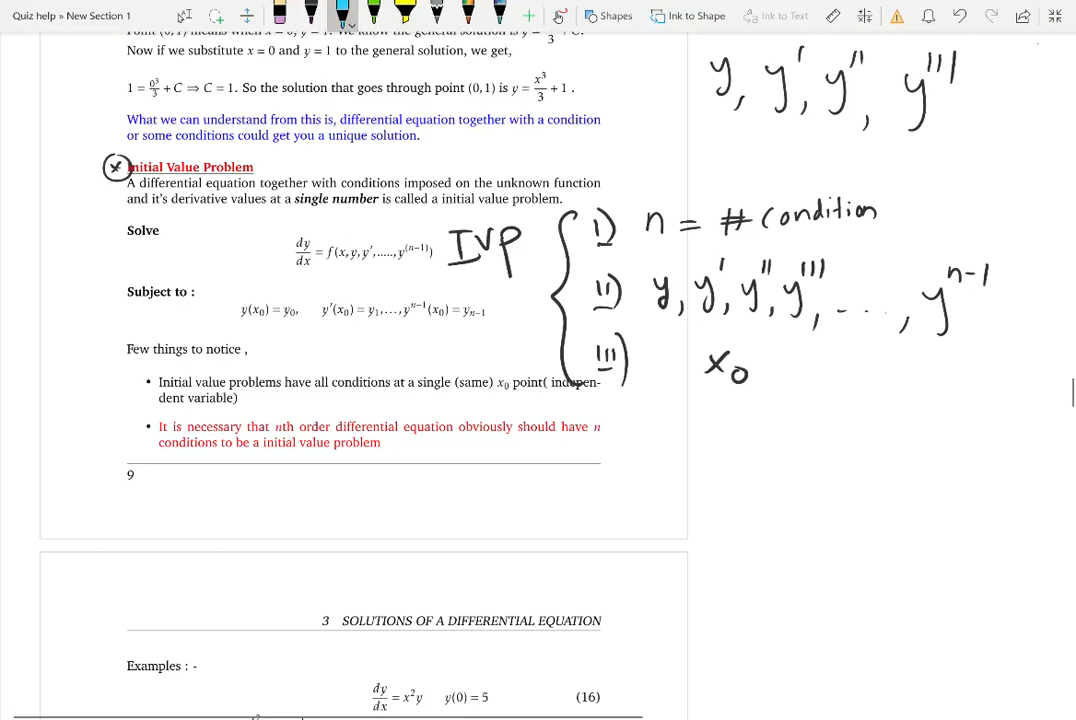 Quiz help » New Section 1
Shapes
Ink to Shape
Ink to Text
Now if we substitute x = 0 and y = 1 to the general solution, we get,
1 = 0³/3 + C ⇒ C = 1. So the solution that goes through point (0,1) is y = x³/3 + 1 .
What we can understand from this is, differential equation together with a condition
or some conditions could get you a unique solution.
y, y', y'', y'''
nitial Value Problem
A differential equation together with conditions imposed on the unknown function
and it's derivative values at a single number is called a initial value problem.
Solve
dy/dx = f(x, y, y', ....., y^(n−1))
Subject to :
y(x₀) = y₀, y'(x₀) = y₁, ..., y^n−1(x₀) = y_n−1
IVP
i) n = # condition
ii) y, y', y'', y''', ..., y^n−1
iii) x₀
Few things to notice ,
• Initial value problems have all conditions at a single (same) x₀ point( indepen-
dent variable)
• It is necessary that nth order differential equation obviously should have n
conditions to be a initial value problem
9
3 SOLUTIONS OF A DIFFERENTIAL EQUATION
Examples : -
dy/dx = x²y y(0) = 5 (16)